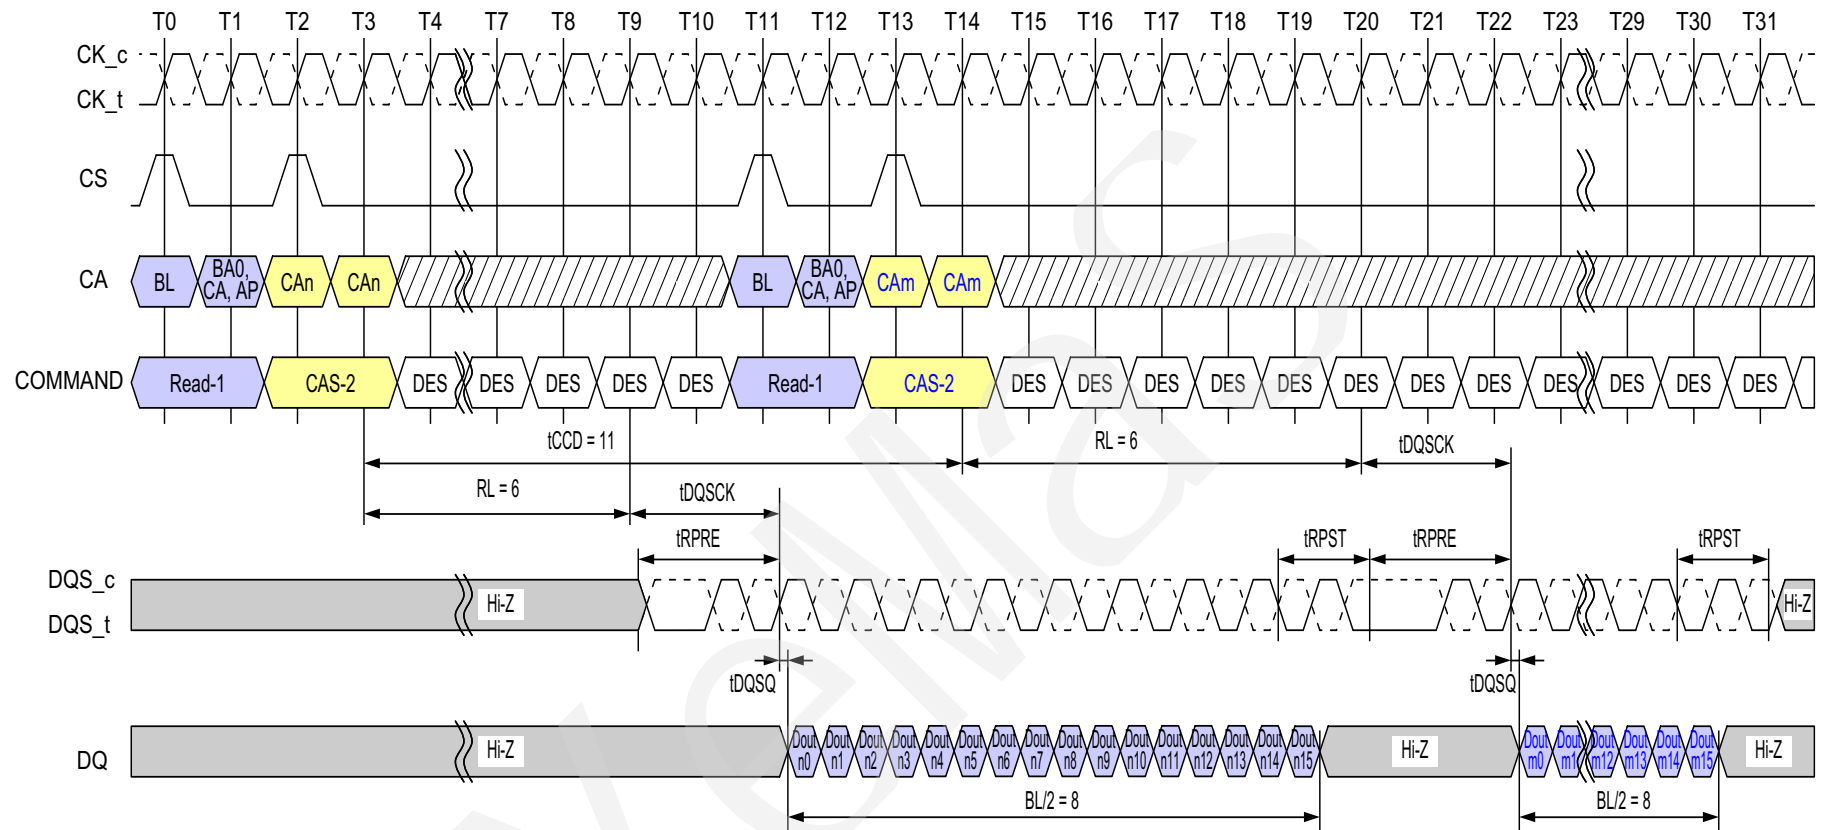 T0 T1 T2 T3 T4 T7 T8 T9 T10 T11 T12 T13 T14 T15 T16 T17 T18 T19 T20 T21 T22 T23 T29 T30 T31
CK_c
CK_t
CS
CA BL BA0, CA, AP CAn CAn BL BA0, CA, AP CAm CAm
COMMAND Read-1 CAS-2 DES DES DES DES DES Read-1 CAS-2 DES DES DES DES DES DES DES DES DES DES DES DES
tCCD = 11 RL = 6 tDQSCK
RL = 6 tDQSCK
tRPRE tRPST tRPRE tRPST
DQS_c
Hi-Z Hi-Z
DQS_t
tDQSQ tDQSQ
DQ Hi-Z Dout n0 Dout n1 Dout n2 Dout n3 Dout n4 Dout n5 Dout n6 Dout n7 Dout n8 Dout n9 Dout n10 Dout n11 Dout n12 Dout n13 Dout n14 Dout n15 Hi-Z Dout m0 Dout m1 Dout m12 Dout m13 Dout m14 Dout m15 Hi-Z
BL/2 = 8 BL/2 = 8